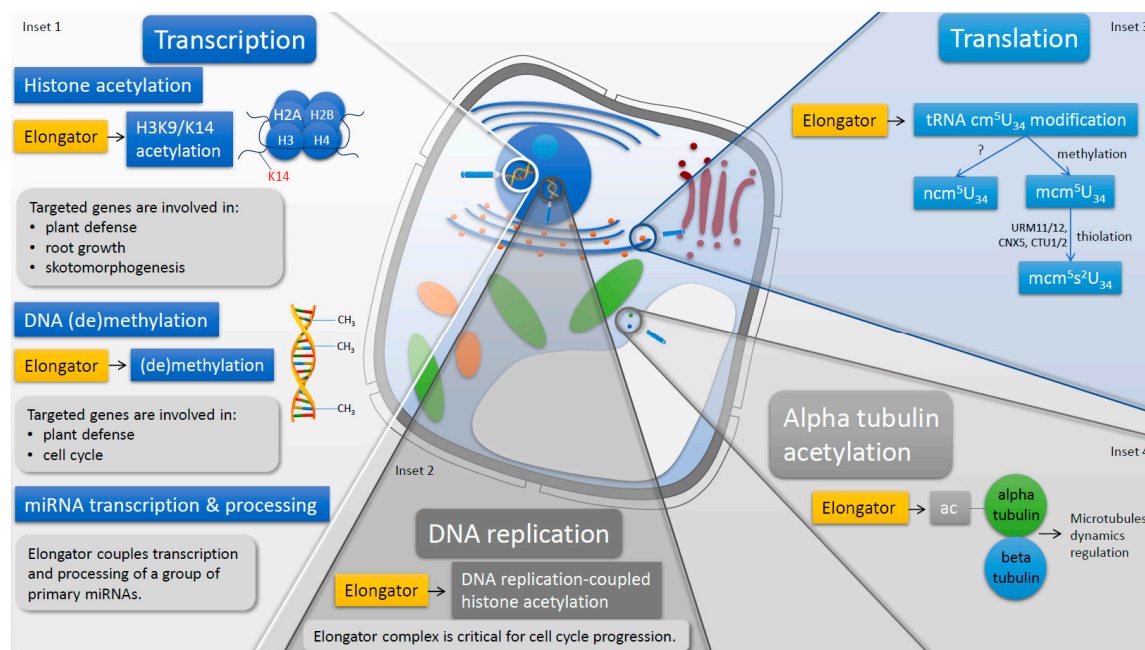 Inset 1
Transcription
Histone acetylation
Elongator
H3K9/K14
acetylation
H2A
H2B
H3
H4
K14
Targeted genes are involved in:
• plant defense
• root growth
• skotomorphogenesis
DNA (de)methylation
Elongator
(de)methylation
CH₃
CH₃
CH₃
Targeted genes are involved in:
• plant defense
• cell cycle
miRNA transcription & processing
Elongator couples transcription
and processing of a group of
primary miRNAs.
Inset 2
DNA replication
Elongator
DNA replication-coupled
histone acetylation
Elongator complex is critical for cell cycle progression.
Inset 3
Translation
Elongator
tRNA cm⁵U₃₄ modification
?
methylation
ncm⁵U₃₄
mcm⁵U₃₄
URM11/12,
CNX5, CTU1/2
thiolation
mcm⁵s²U₃₄
Alpha tubulin
acetylation
Inset 4
Elongator
ac
alpha
tubulin
beta
tubulin
Microtubules
dynamics
regulation